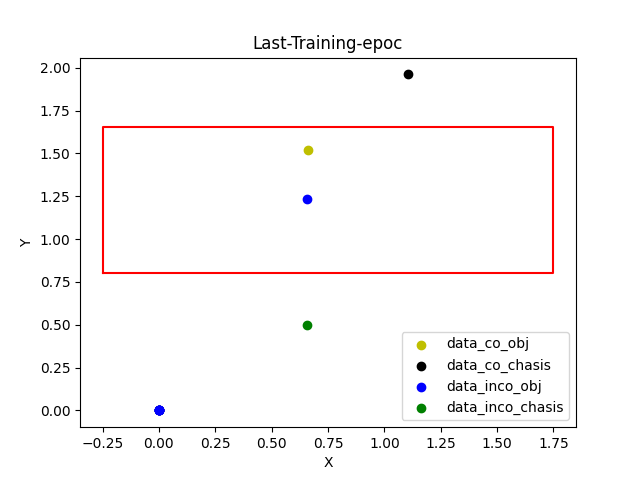 Last-Training-epoc
2.00
1.75
1.50
1.25
1.00
0.75
0.50
0.25
0.00
Y
data_co_obj
data_co_chasis
data_inco_obj
data_inco_chasis
−0.25 0.00 0.25 0.50 0.75 1.00 1.25 1.50 1.75
X